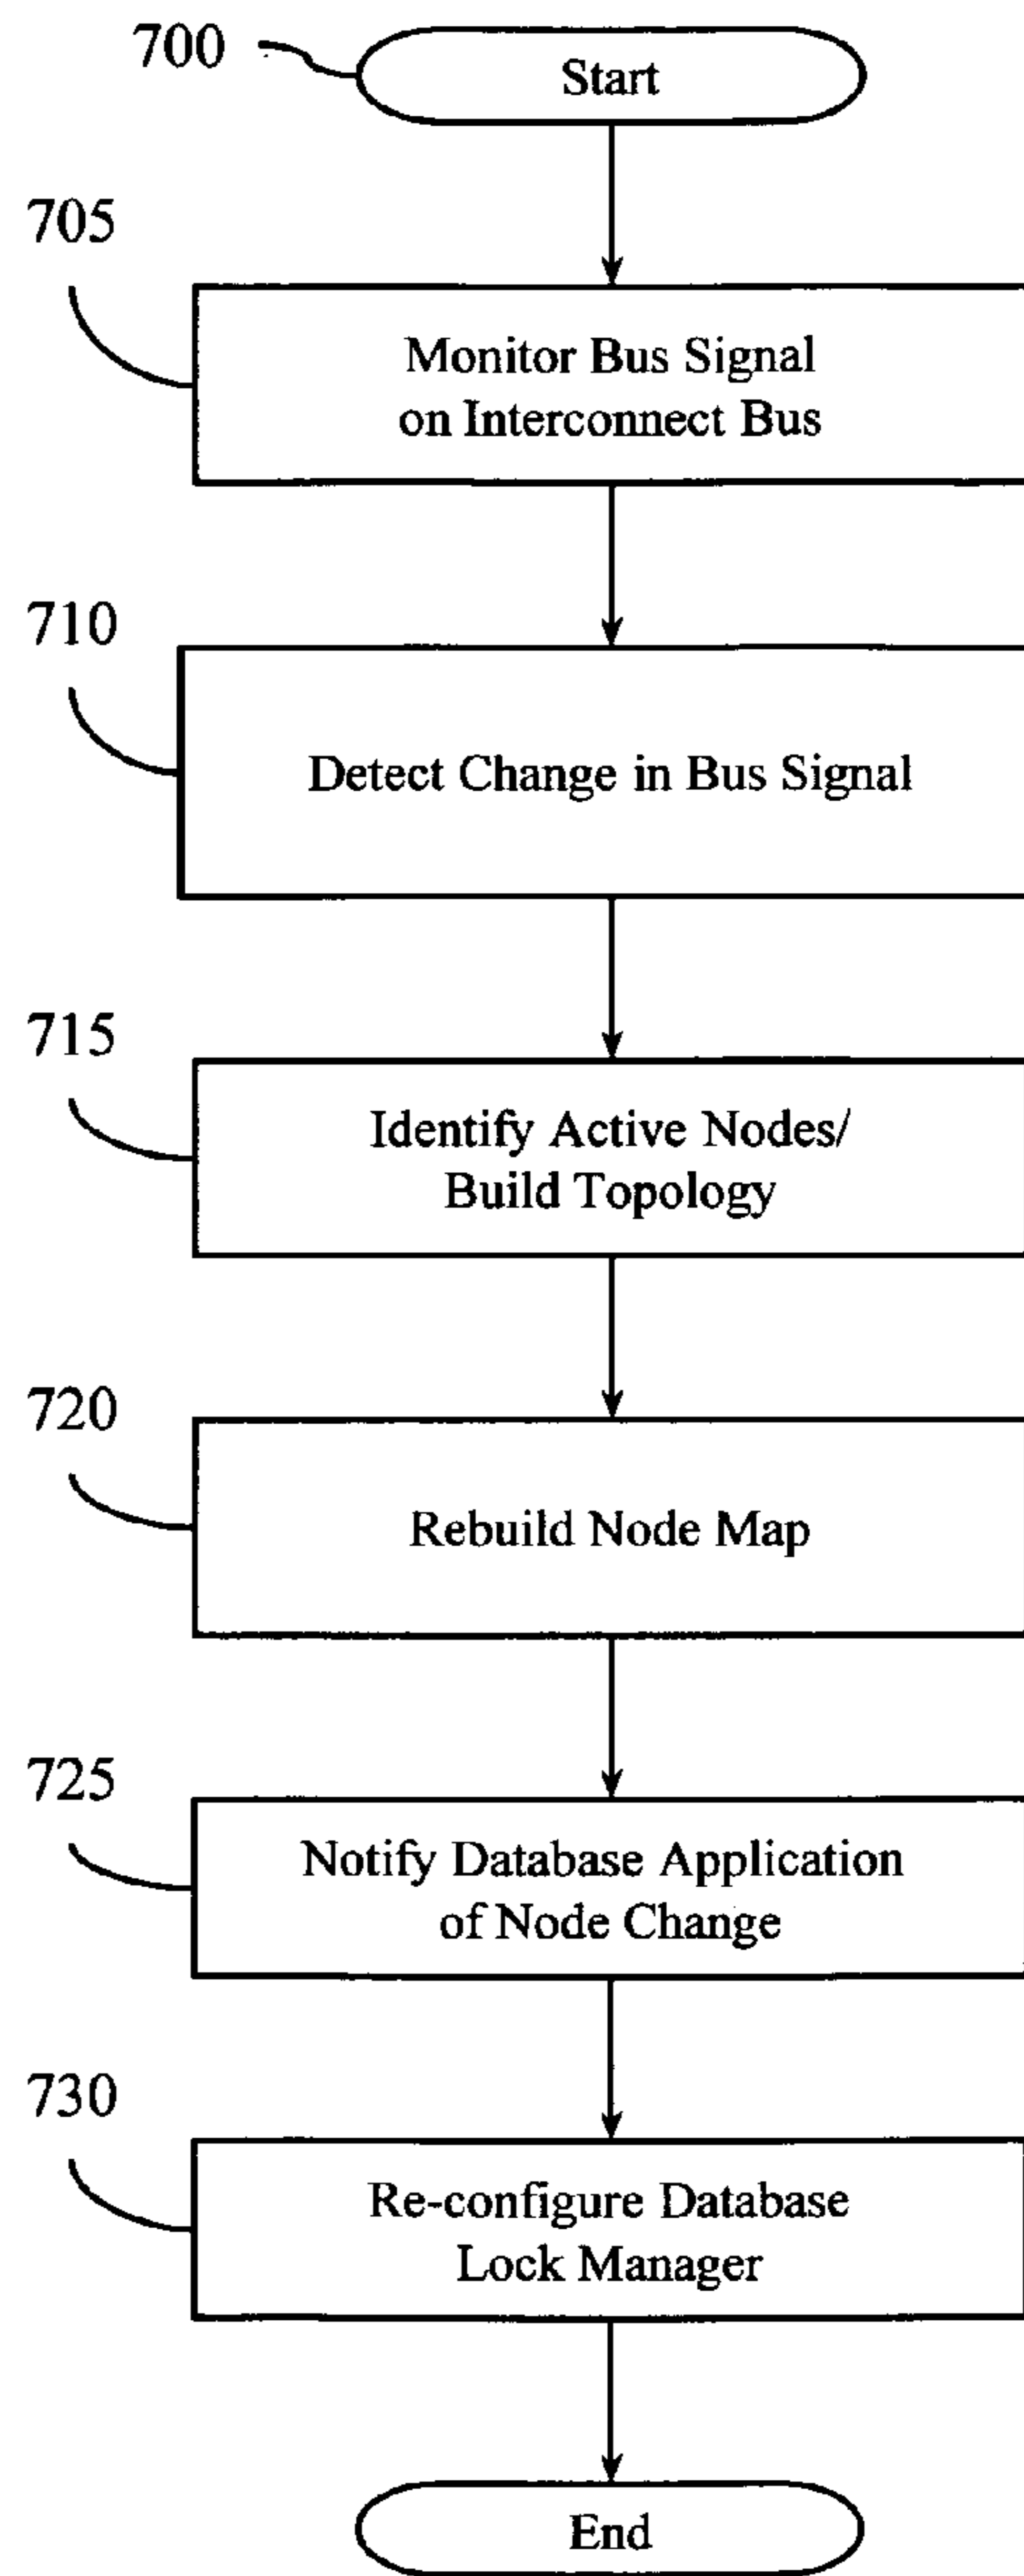 700
Start
705
Monitor Bus Signal
on Interconnect Bus
710
Detect Change in Bus Signal
715
Identify Active Nodes/
Build Topology
720
Rebuild Node Map
725
Notify Database Application
of Node Change
730
Re-configure Database
Lock Manager
End